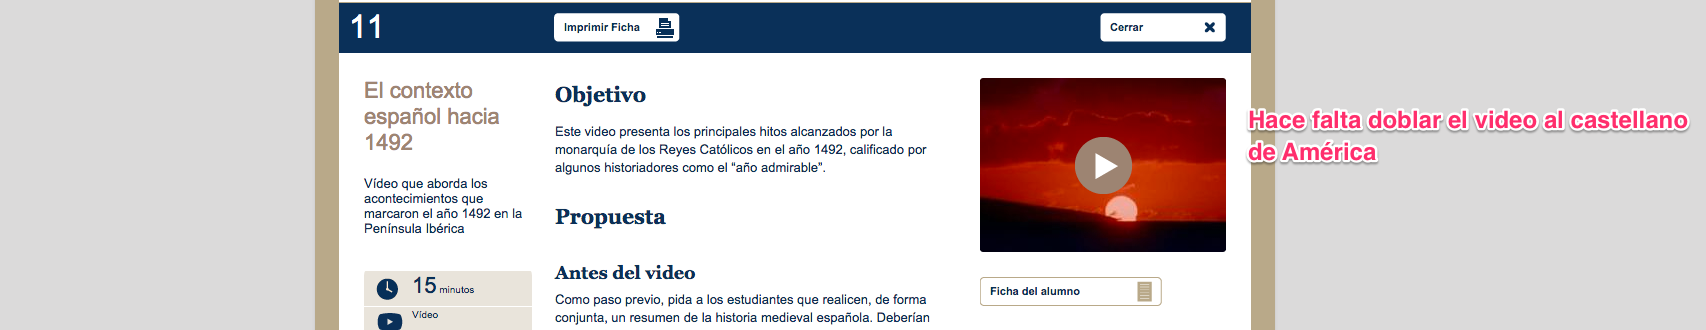 11
Imprimir Ficha
Cerrar
El contexto
español hacia
1492
Vídeo que aborda los
acontecimientos que
marcaron el año 1492 en la
Península Ibérica
15 minutos
Vídeo
Objetivo
Este video presenta los principales hitos alcanzados por la
monarquía de los Reyes Católicos en el año 1492, calificado por
algunos historiadores como el “año admirable”.
Propuesta
Antes del video
Como paso previo, pida a los estudiantes que realicen, de forma
conjunta, un resumen de la historia medieval española. Deberían
Ficha del alumno
Hace falta doblar el video al castellano
de América